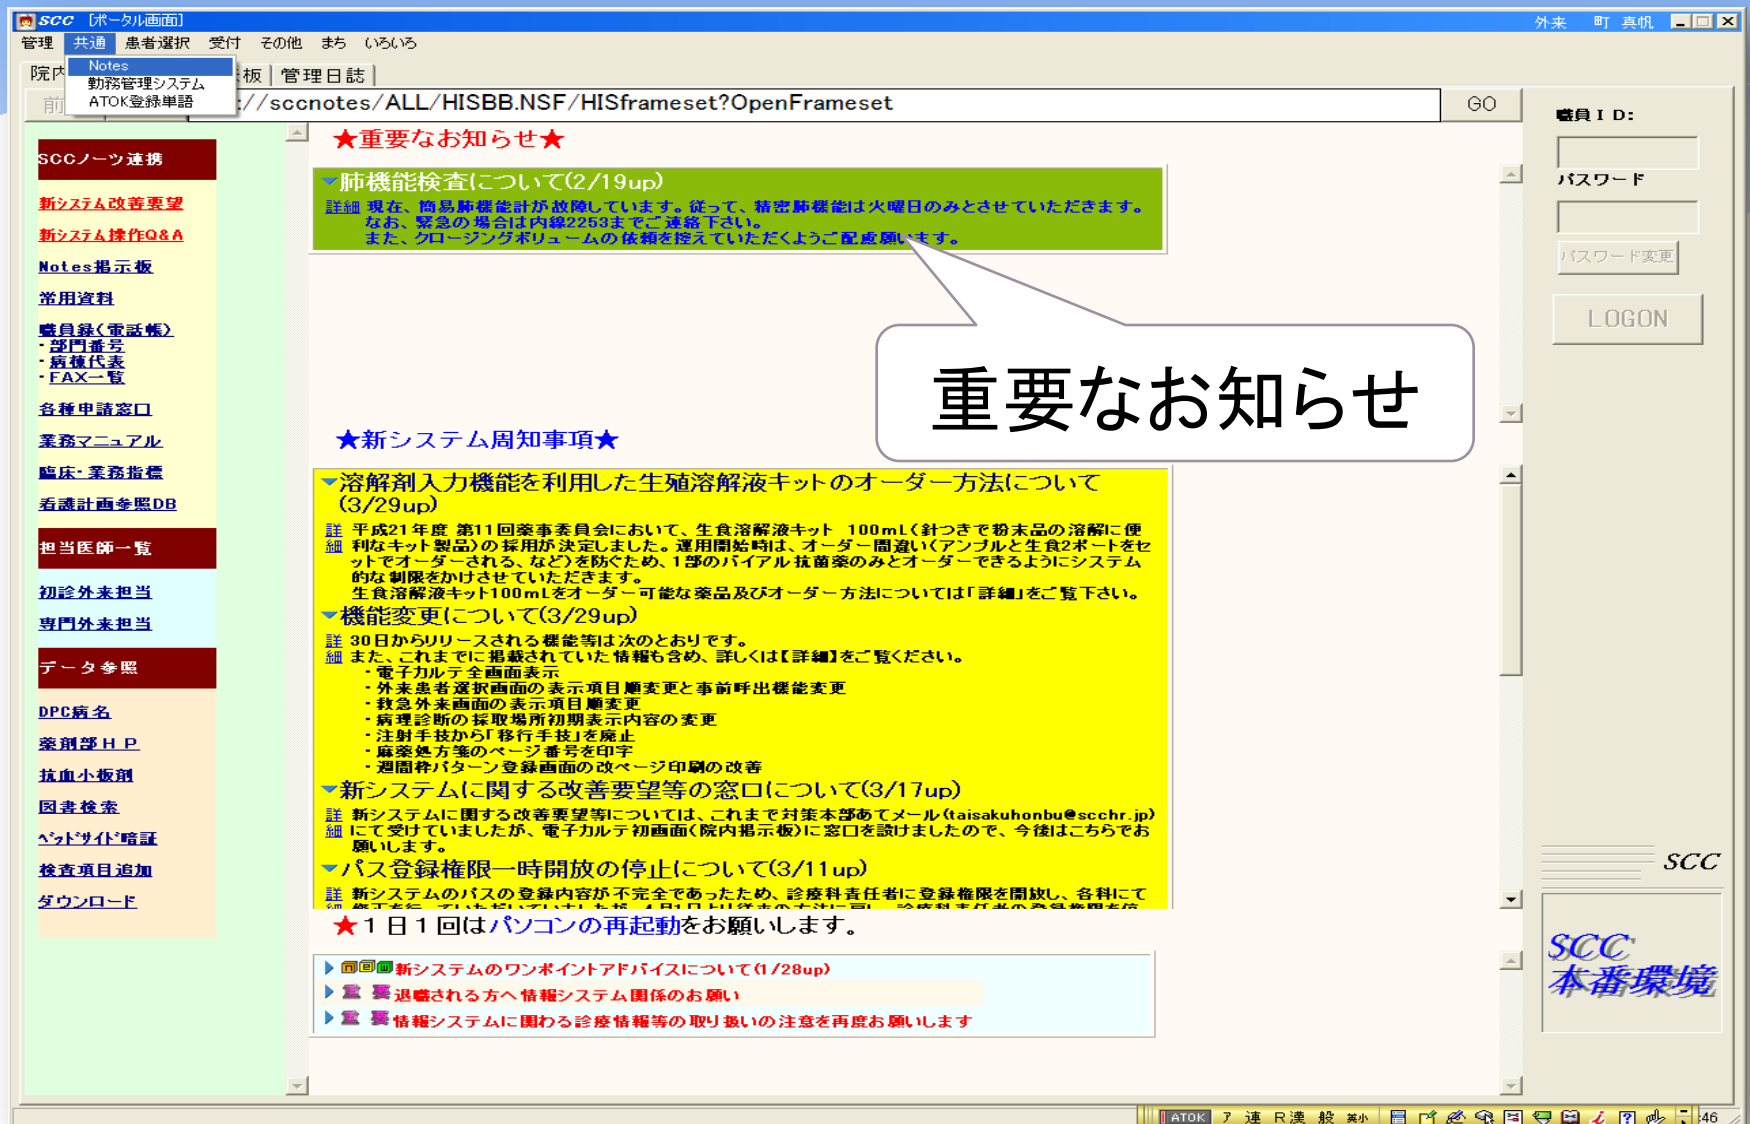 SCC [ポータル画面]
外来 町 真帆
管理 共通 患者選択 受付 その他 まち いろいろ
Notes
勤務管理システム
ATOK登録単語
院内
板
管理日誌
前
://sccnotes/ALL/HISBB.NSF/HISframeset?OpenFrameset
GO
職員ID:
パスワード
パスワード変更
LOGON
SCCノーツ連携
新システム改善要望
新システム操作Q&A
Notes掲示板
常用資料
職員録(電話帳)
・部門番号
・病棟代表
・FAX一覧
各種申請窓口
業務マニュアル
臨床・業務指標
看護計画参照DB
担当医師一覧
初診外来担当
専門外来担当
データ参照
DPC病名
薬剤部HP
抗血小板剤
図書検索
ベッドサイド暗証
検査項目追加
ダウンロード
★重要なお知らせ★
肺機能検査について(2/19up)
詳細 現在、簡易肺機能計が故障しています。従って、精密肺機能は火曜日のみとさせていただきます。
なお、緊急の場合は内線2253までご連絡下さい。
また、クロージングボリュームの依頼を控えていただくようご配慮願います。
重要なお知らせ
★新システム周知事項★
溶解剤入力機能を利用した生殖溶解液キットのオーダー方法について
(3/29up)
詳細 平成21年度 第11回薬事委員会において、生食溶解液キット 100mL(針つきで粉末品の溶解に便
利なキット製品)の採用が決定しました。運用開始時は、オーダー間違い(アンプルと生食2ポートをセ
ットでオーダーされる、など)を防ぐため、1部のバイアル抗菌薬のみとオーダーできるようにシステム
的な制限をかけさせていただきます。
生食溶解液キット100mLをオーダー可能な薬品及びオーダー方法については「詳細」をご覧下さい。
機能変更について(3/29up)
詳細 30日からリリースされる機能等は次のとおりです。
また、これまでに掲載されていた情報も含め、詳しくは【詳細】をご覧ください。
・電子カルテ全画面表示
・外来患者選択画面の表示項目順変更と事前呼出機能変更
・救急外来画面の表示項目順変更
・病理診断の採取場所初期表示内容の変更
・注射手技から「移行手技」を廃止
・麻薬処方箋のページ番号を印字
・週間枠パターン登録画面の改ページ印刷の改善
新システムに関する改善要望等の窓口について(3/17up)
詳細 新システムに関する改善要望等については、これまで対策本部あてメール(taisakuhonbu@scchr.jp)
にて受けていましたが、電子カルテ初画面(院内掲示板)に窓口を設けましたので、今後はこちらでお
願いします。
パス登録権限一時開放の停止について(3/11up)
詳細 新システムのパスの登録内容が不完全であったため、診療科責任者に登録権限を開放し、各科にて
★1日1回はパソコンの再起動をお願いします。
new新システムのワンポイントアドバイスについて(1/28up)
重要 退職される方へ情報システム関係のお願い
重要 情報システムに関わる診療情報等の取り扱いの注意を再度お願いします
SCC
SCC
本番環境
ATOK ア 連 R漢 般 英小
:46